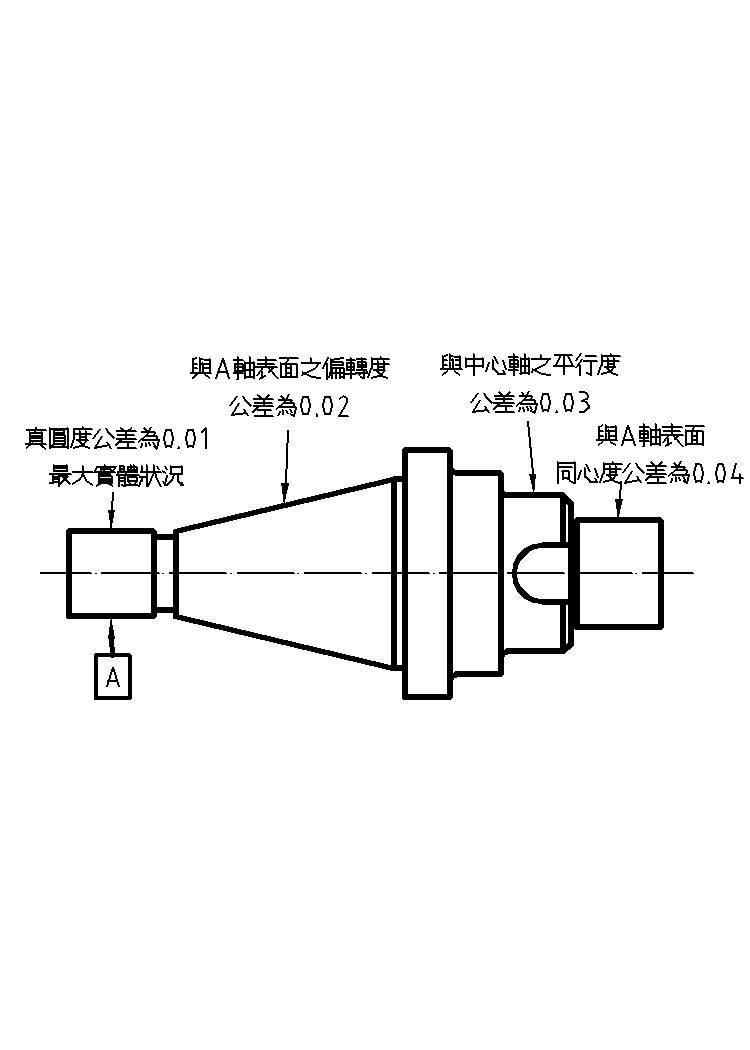 與A軸表面之偏轉度
公差為0.02
與中心軸之平行度
公差為0.03
真圓度公差為0.01
最大實體狀況
與A軸表面
同心度公差為0.04
A